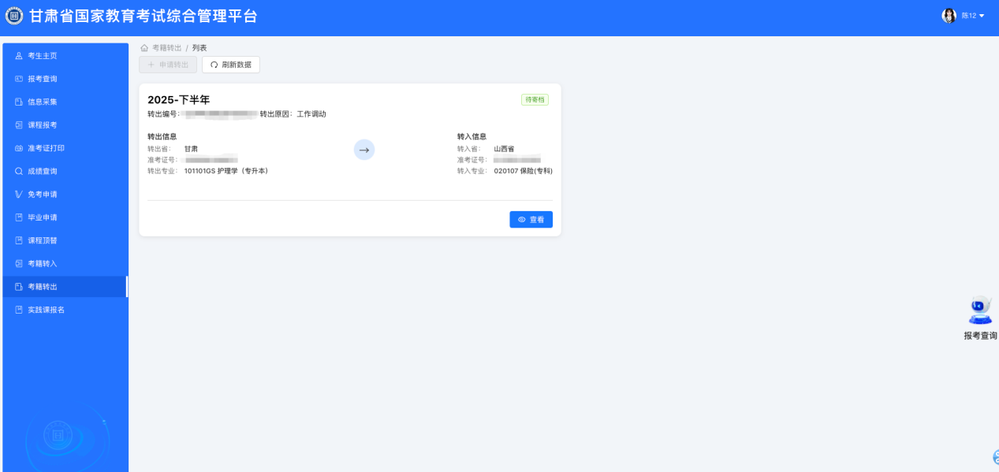 甘肃省国家教育考试综合管理平台
陈12
考生主页
报考查询
信息采集
课程报考
准考证打印
成绩查询
免考申请
毕业申请
课程顶替
考籍转入
考籍转出
实践课报名
考籍转出 / 列表
申请转出
刷新数据
2025-下半年
待寄档
转出编号: 转出原因: 工作调动
转出信息
转出省: 甘肃
准考证号:
转出专业: 101101GS 护理学（专升本）
转入信息
转入省: 山西省
准考证号:
转入专业: 020107 保险(专科)
查看
报考查询